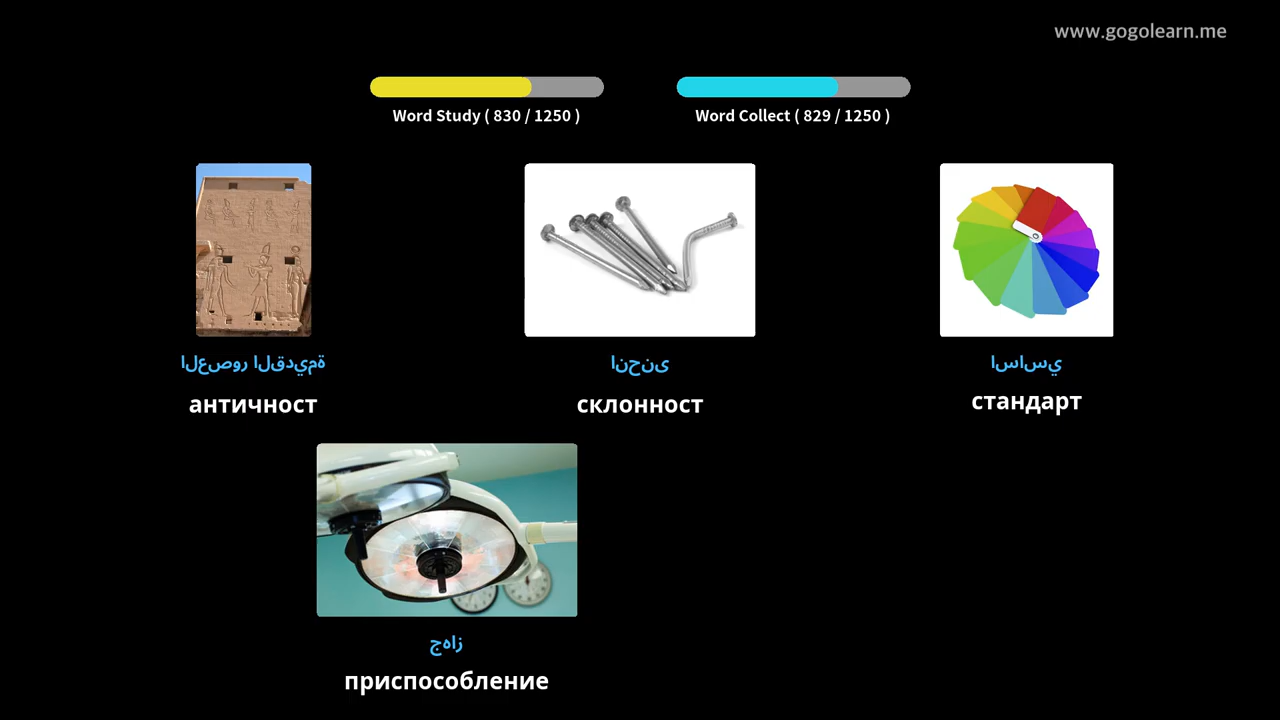 www.gogolearn.me
Word Study ( 830 / 1250 )
Word Collect ( 829 / 1250 )
العصور القديمة
античност
انحنى
склонност
اساسي
стандарт
جهاز
приспособление